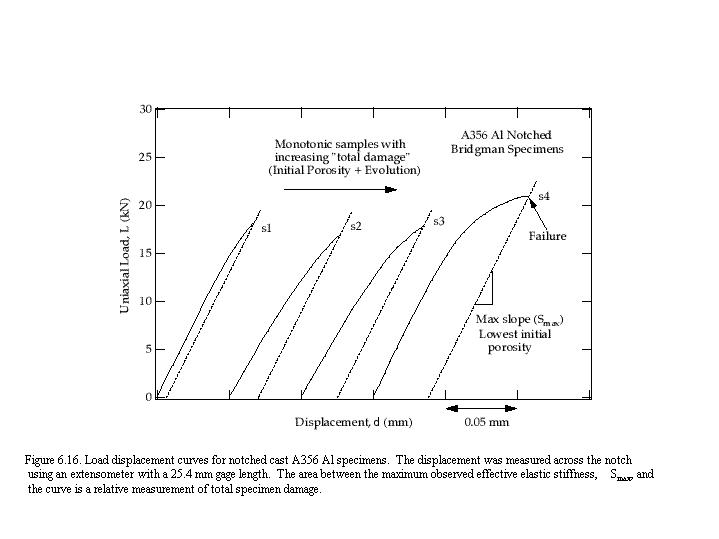 30
25
20
15
10
5
0
Uniaxial Load, L (kN)
Monotonic samples with
increasing "total damage"
(Initial Porosity + Evolution)
A356 Al Notched
Bridgman Specimens
s1
s2
s3
s4
Failure
Max slope (Smax)
Lowest initial
porosity
Displacement, d (mm)
0.05 mm
Figure 6.16. Load displacement curves for notched cast A356 Al specimens. The displacement was measured across the notch
using an extensometer with a 25.4 mm gage length. The area between the maximum observed effective elastic stiffness, Smax, and
the curve is a relative measurement of total specimen damage.